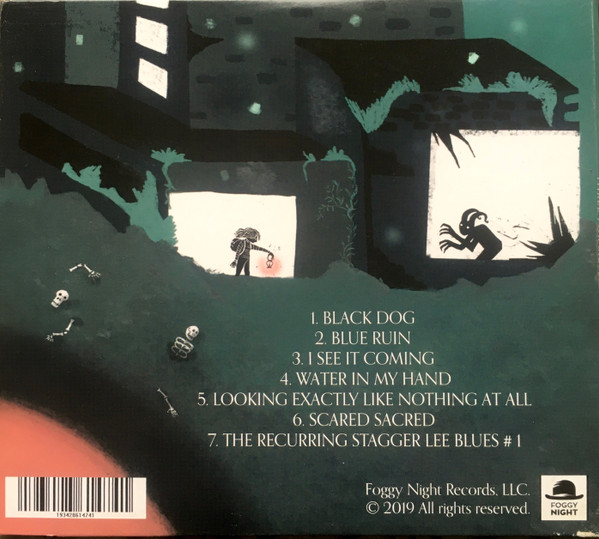 1. BLACK DOG
2. BLUE RUIN
3. I SEE IT COMING
4. WATER IN MY HAND
5. LOOKING EXACTLY LIKE NOTHING AT ALL
6. SCARED SACRED
7. THE RECURRING STAGGER LEE BLUES #1
Foggy Night Records, LLC.
© 2019 All rights reserved.
FOGGY
NIGHT
193428614741